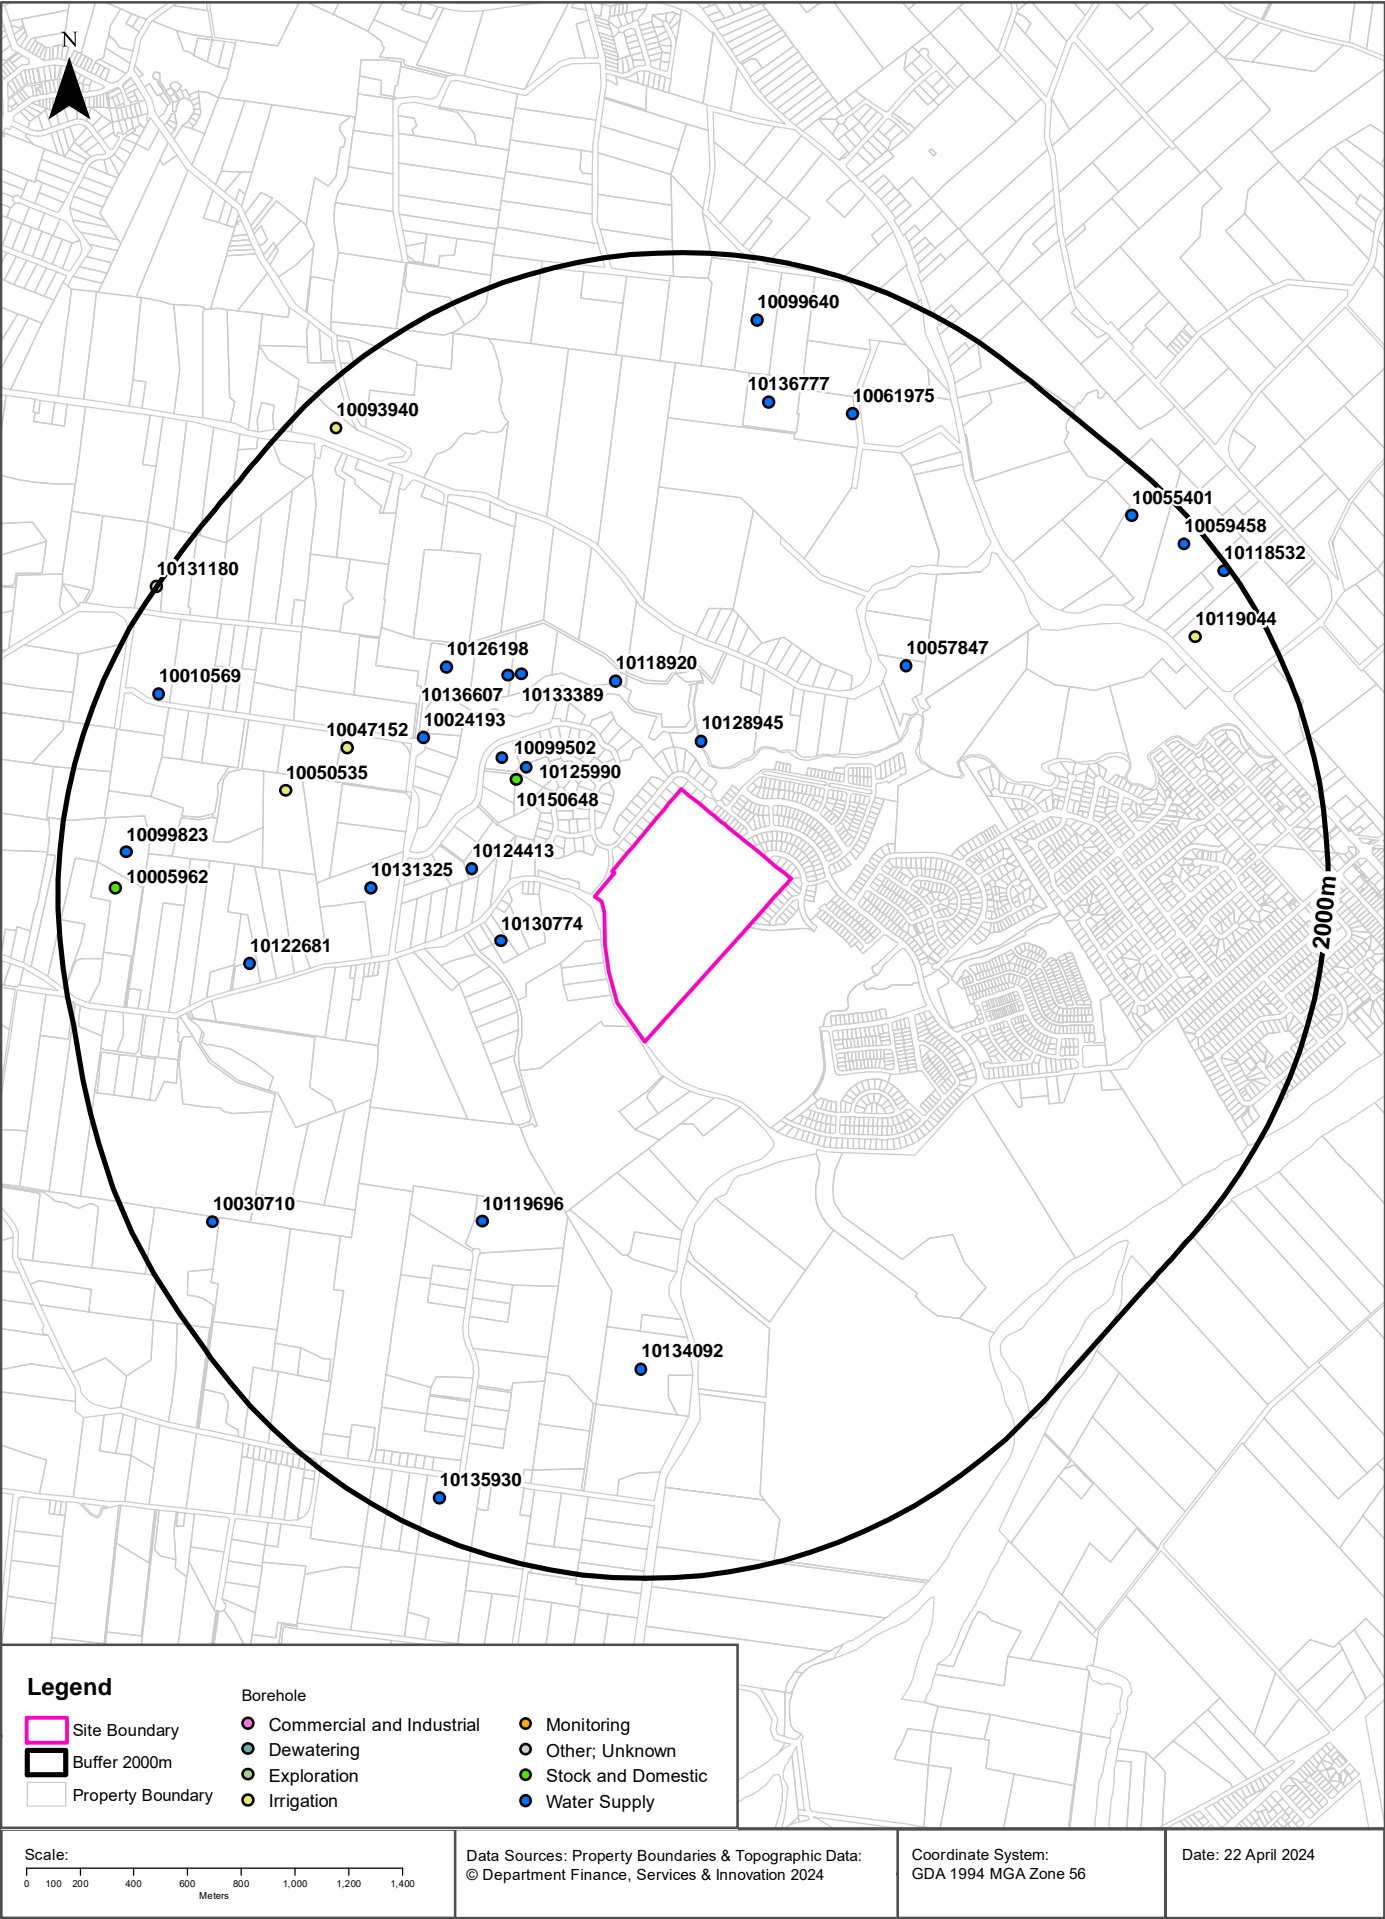 N
10099640
10136777
10061975
10093940
10055401
10059458
10118532
10131180
10119044
10126198
10118920
10057847
10010569
10136607
10133389
10024193
10128945
10047152
10099502
10050535
10125990
10150648
10099823
10124413
10131325
10005962
2000m
10130774
10122681
10030710
10119696
10134092
10135930
Legend
Site Boundary
Buffer 2000m
Property Boundary
Borehole
Commercial and Industrial
Dewatering
Exploration
Irrigation
Monitoring
Other; Unknown
Stock and Domestic
Water Supply
Scale:
0 100 200 400 600 800 1,000 1,200 1,400
Meters
Data Sources: Property Boundaries & Topographic Data:
© Department Finance, Services & Innovation 2024
Coordinate System:
GDA 1994 MGA Zone 56
Date: 22 April 2024